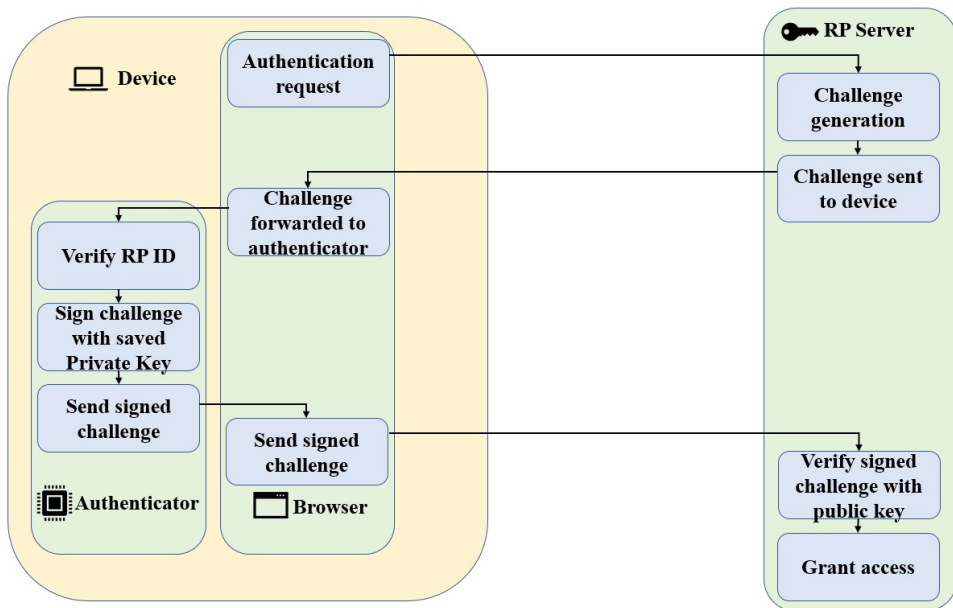 Device
Authentication
request
RP Server
Challenge
generation
Challenge sent
to device
Challenge
forwarded to
authenticator
Verify RP ID
Sign challenge
with saved
Private Key
Send signed
challenge
Send signed
challenge
Verify signed
challenge with
public key
Grant access
Authenticator
Browser